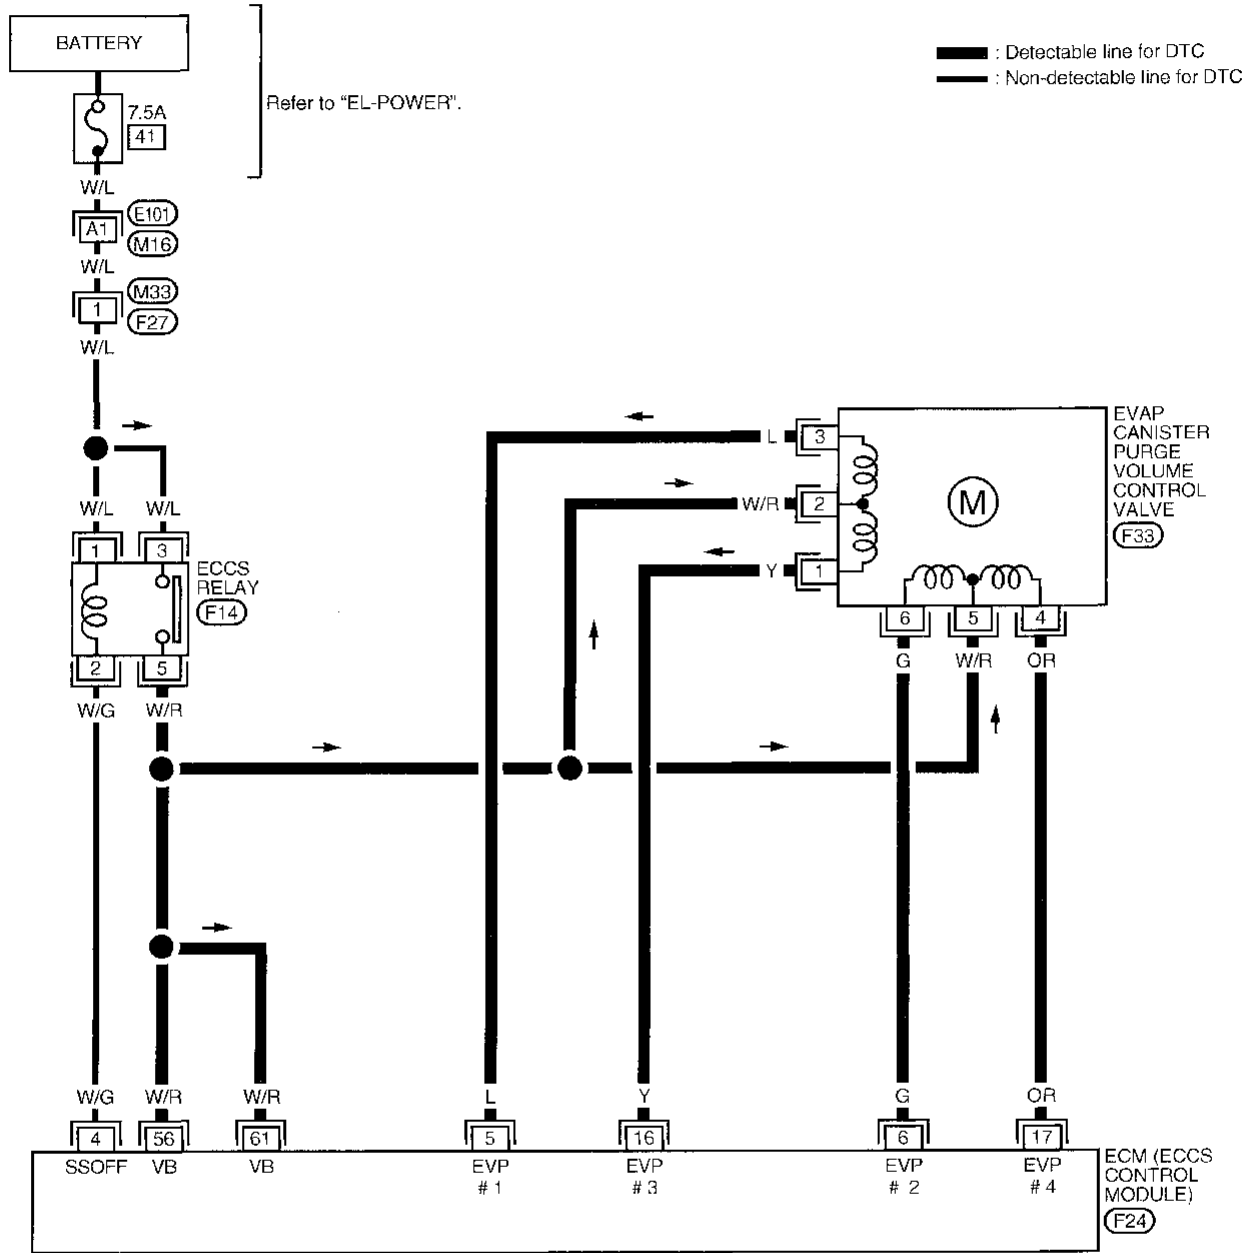 BATTERY
: Detectable line for DTC
: Non-detectable line for DTC
Refer to "EL-POWER".
7.5A
41
W/L
A1
E101
M16
W/L
1
M33
F27
W/L
W/L
W/L
1
3
ECCS
RELAY
F14
2
5
W/G
W/R
EVAP
CANISTER
PURGE
VOLUME
CONTROL
VALVE
F33
M
L
3
W/R
2
Y
1
6
5
4
G
W/R
OR
W/G
W/R
W/R
L
Y
G
OR
4
56
61
5
16
6
17
SSOFF
VB
VB
EVP
# 1
EVP
# 3
EVP
# 2
EVP
# 4
ECM (ECCS
CONTROL
MODULE)
F24